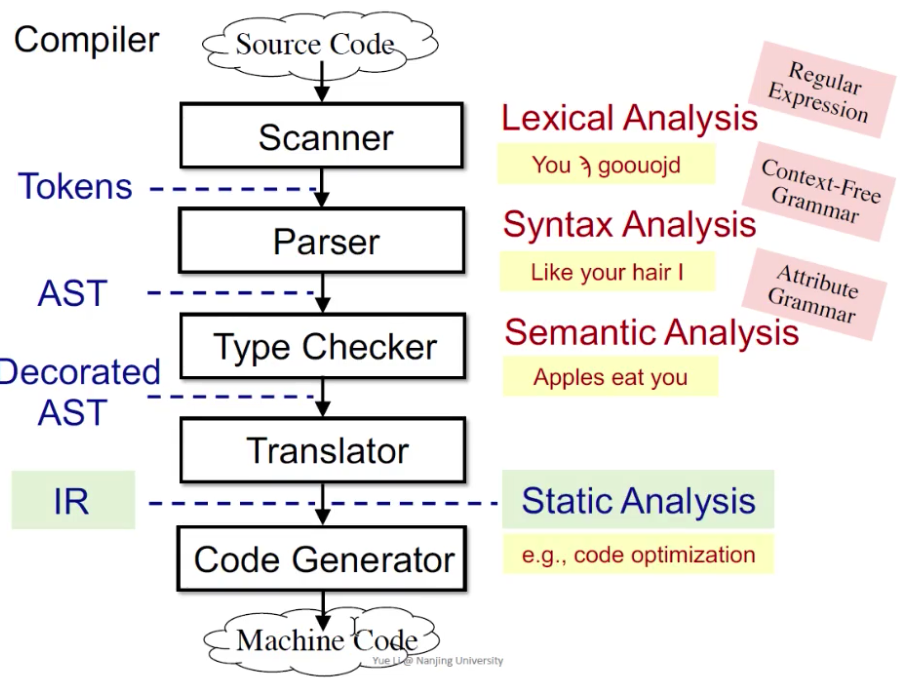 Compiler
Source Code
Scanner
Lexical Analysis
Regular
Expression
You ϡ goouojd
Tokens
Context-Free
Grammar
Parser
Syntax Analysis
Like your hair I
AST
Attribute
Grammar
Type Checker
Semantic Analysis
Apples eat you
Decorated
AST
Translator
IR
Static Analysis
Code Generator
e.g., code optimization
Machine Code
Yue Li @ Nanjing University